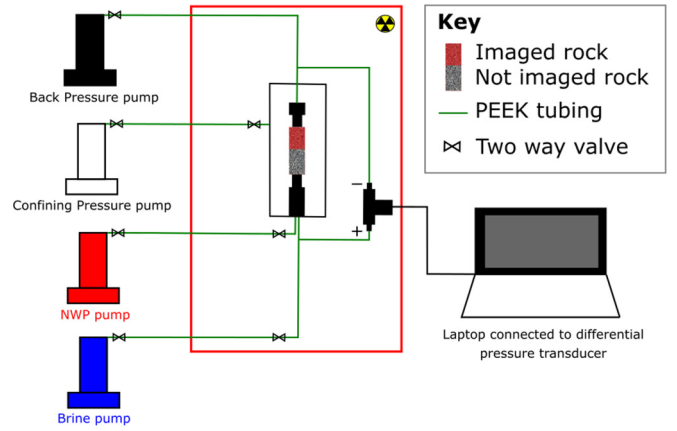 Key
Imaged rock
Not imaged rock
PEEK tubing
Two way valve
Back Pressure pump
Confining Pressure pump
NWP pump
Brine pump
−
+
Laptop connected to differential
pressure transducer